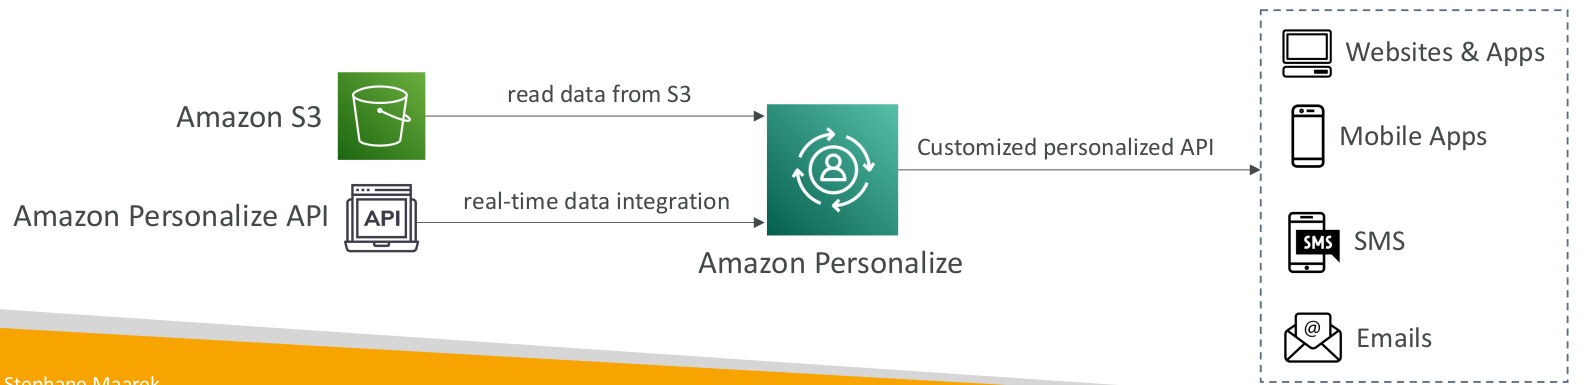 Amazon S3
read data from S3
Amazon Personalize API
API
real-time data integration
Amazon Personalize
Customized personalized API
Websites & Apps
Mobile Apps
SMS
SMS
@
Emails
Stephane Maarek